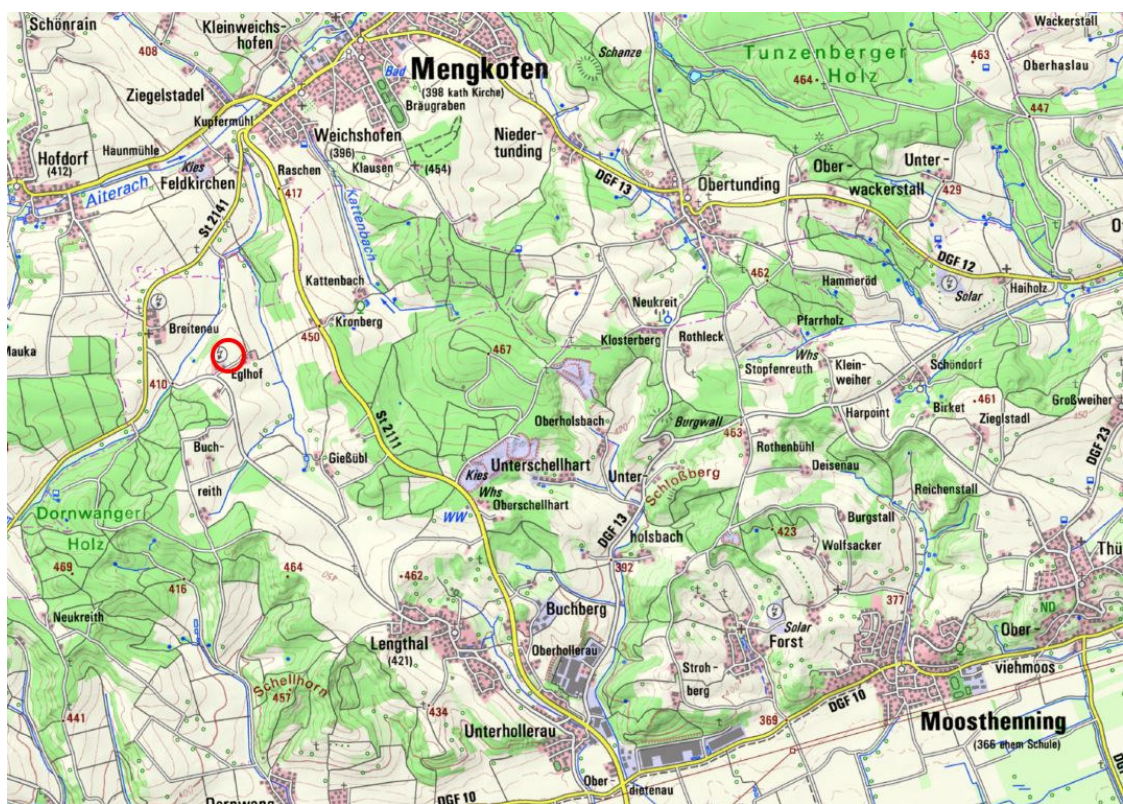 Schönrain
Kleinweichs-
hofen
408
Mengkofen
(398 kath Kirche)
Bad
Bräugraben
Schanze
Tunzenberger
Holz
464
463
Wackerstall
Oberhaslau
447
Ziegelstadel
Kupfermühl
Haunmühle
Hofdorf
(412)
Aiterach
Kies
Feldkirchen
Weichshofen
(396)
Klausen
(454)
Raschen
417
Kattenbach
St 2141
Nieder-
tunding
DGF 13
Obertunding
Ober-
wackerstall
Unter-
429
DGF 12
462
Hammeröd
Solar
Haiholz
Kattenbach
Kronberg
450
Breitenau
Mauka
Eglhof
410
467
Neukreit
Klosterberg
Rothleck
Pfarrholz
Whs
Stopfenreuth
Klein-
weiher
Schöndorf
Harpoint
Birket
461
Zieglstadl
Großweiher
DGF 23
Oberholsbach
Burgwall
463
Rothenbühl
Deisenau
Reichenstall
St 2111
Buch-
reith
Gießübl
Unterschellhart
Kies
Whs
Oberschellhart
WW
Unter-
holsbach
Schloßberg
DGF 13
392
423
Burgstall
Wolfsacker
377
Dornwanger
Holz
469
416
464
450
462
Neukreith
Schellhorn
457
441
Lengthal
(421)
434
Buchberg
Oberhollerau
Unterhollerau
Ober-
dietenau
Stroh-
berg
Solar
Forst
369
DGF 10
Thü
ND
Ober-
viehmoos
Moosthenning
(366 ehem Schule)
DGF 10
Dornwang